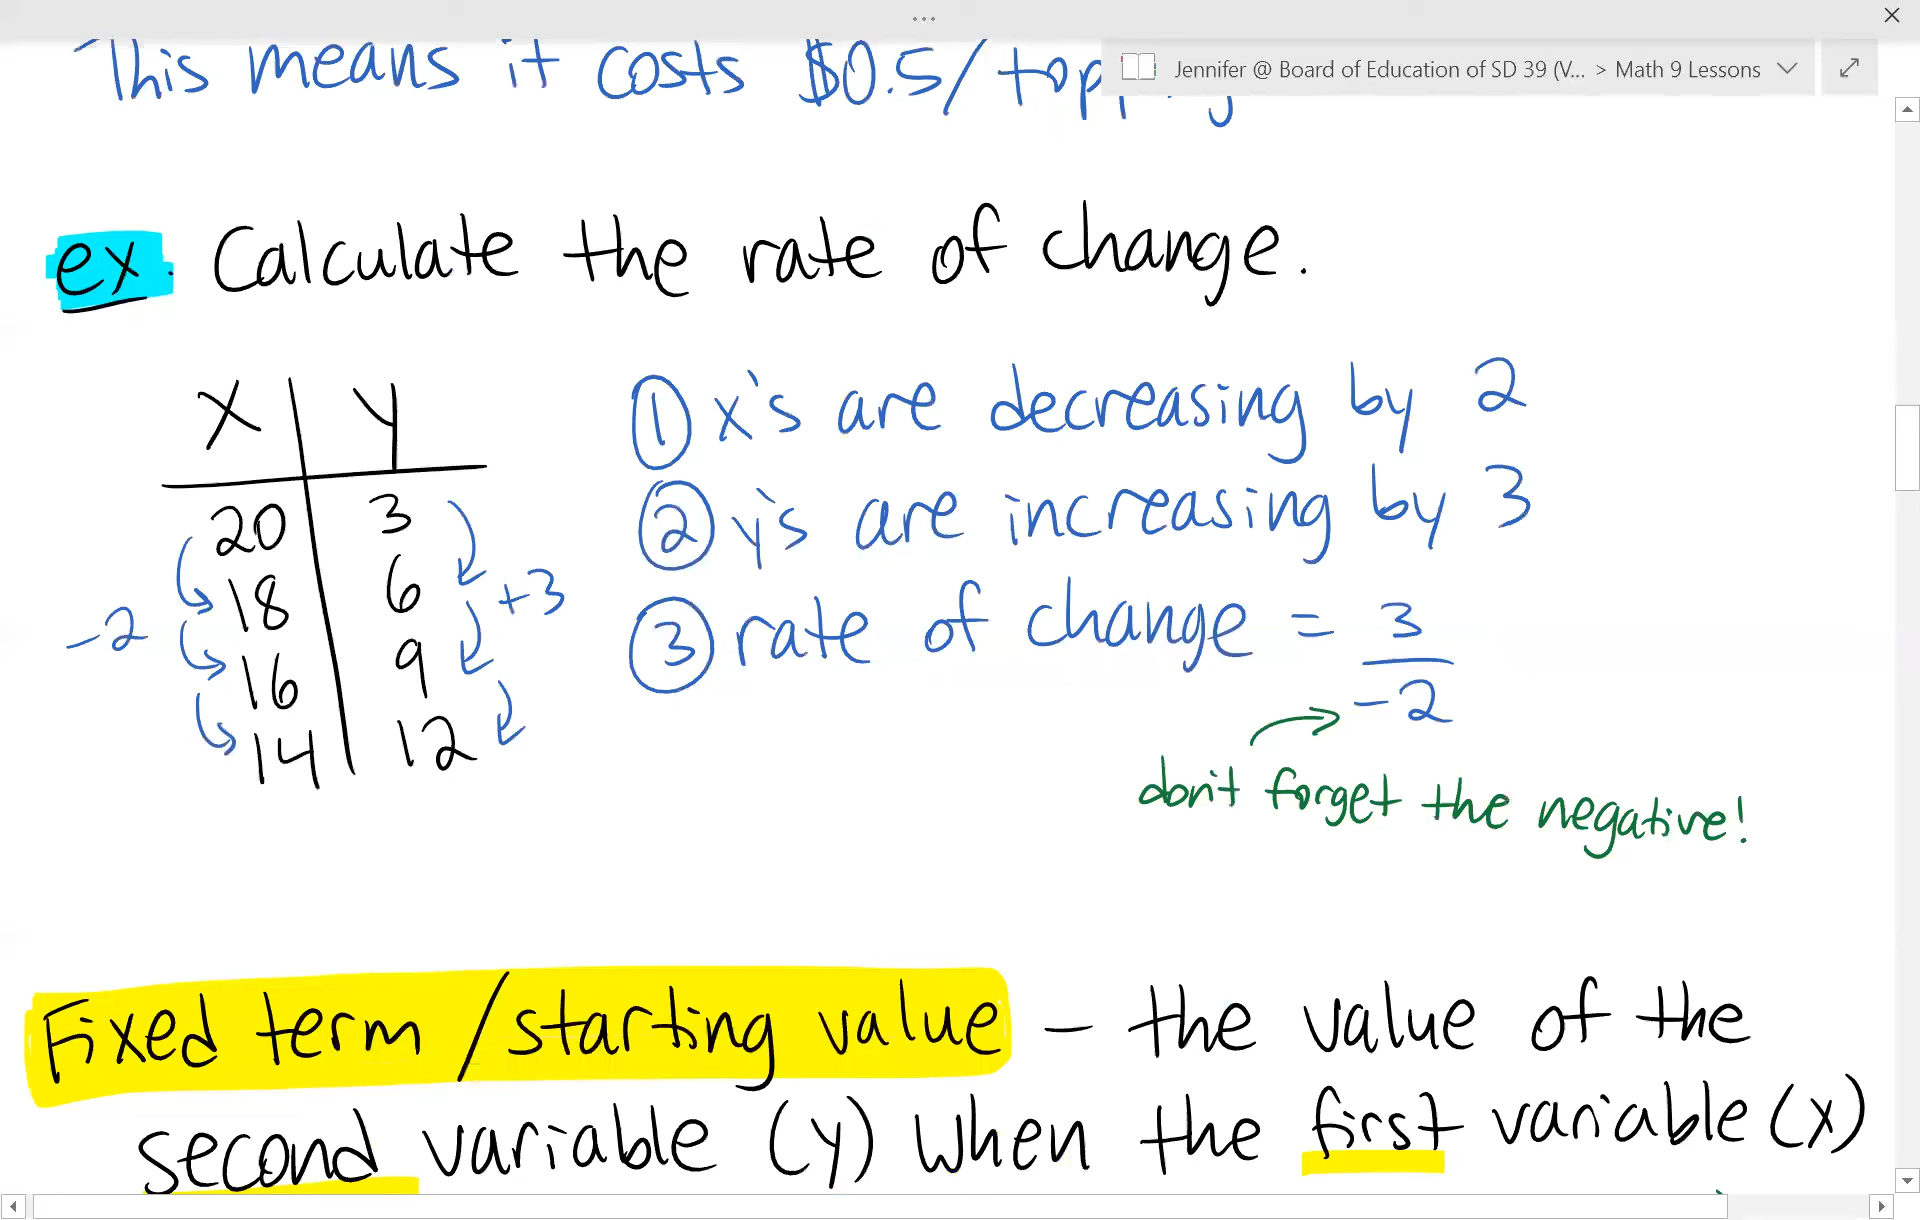 ...
This means it costs $0.5/topping
Jennifer @ Board of Education of SD 39 (V... > Math 9 Lessons
ex. Calculate the rate of change.
x y
20 3
18 6
16 9
14 12
-2
+3
① x's are decreasing by 2
② y's are increasing by 3
③ rate of change = 3
-2
don't forget the negative!
Fixed term/starting value – the value of the
second variable (y) when the first variable (x)